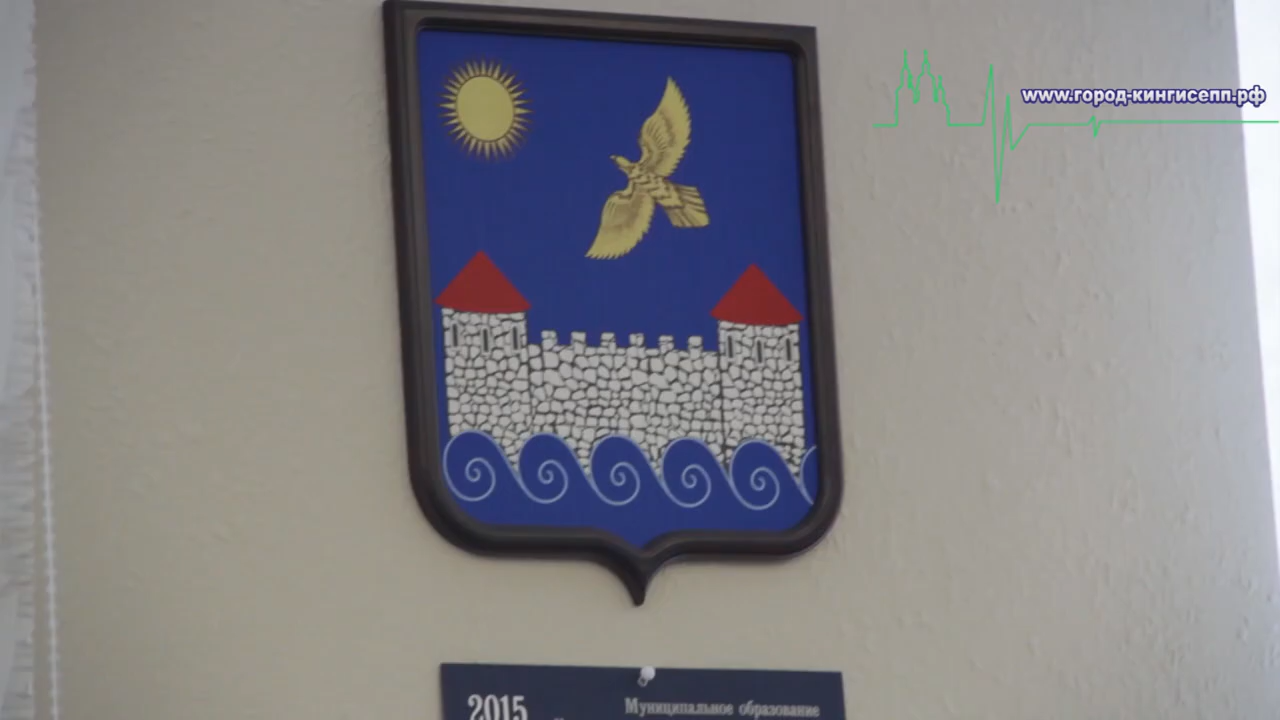 www.город-кингисепп.рф
2015
Муниципальное образование